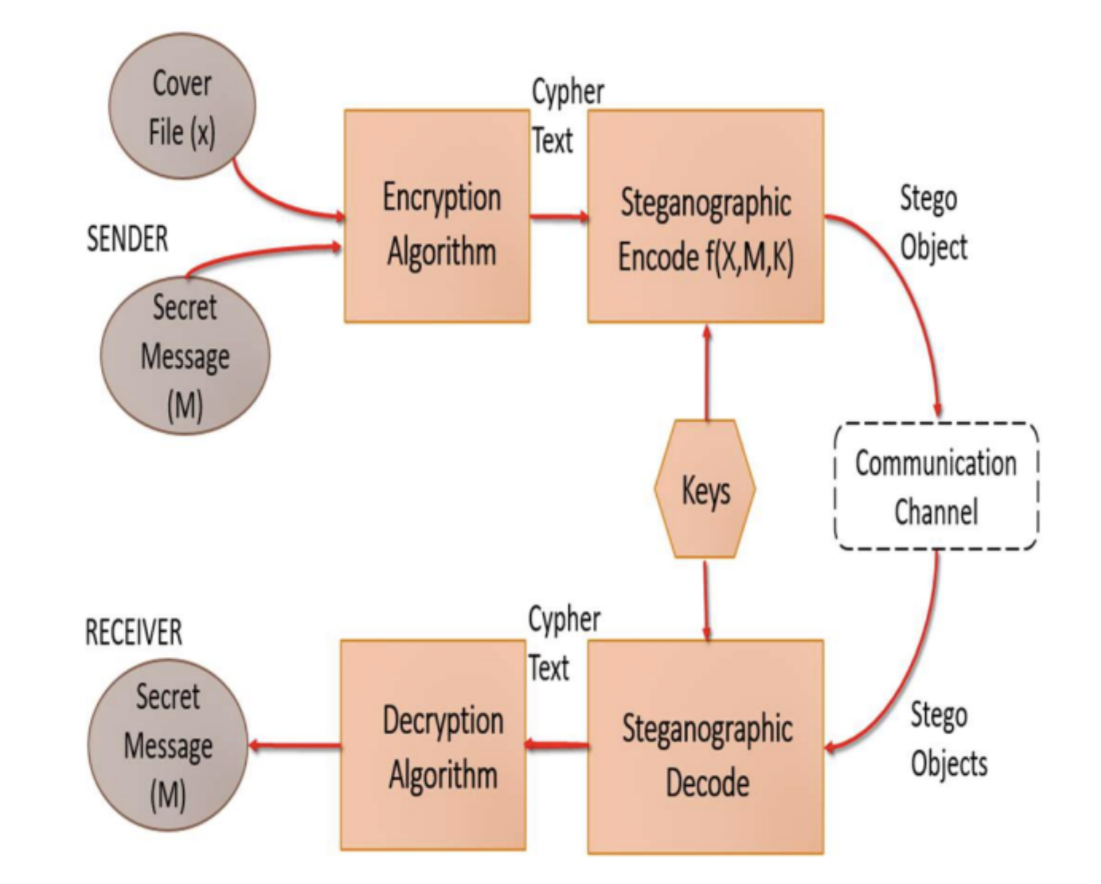 Cover
File (x)
SENDER
Secret
Message
(M)
Encryption
Algorithm
Cypher
Text
Steganographic
Encode f(X,M,K)
Stego
Object
Keys
Communication
Channel
RECEIVER
Secret
Message
(M)
Decryption
Algorithm
Cypher
Text
Steganographic
Decode
Stego
Objects